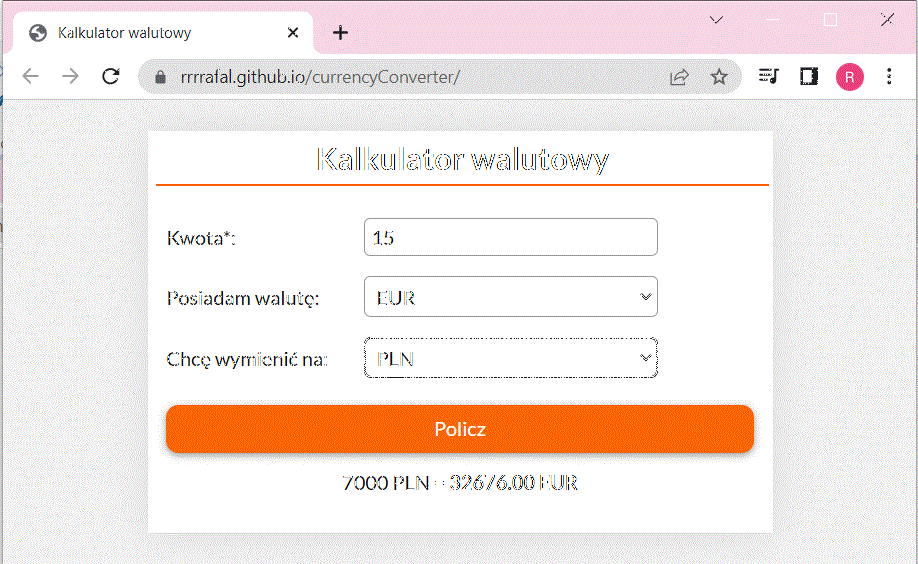 Kalkulator walutowy
rrrrafal.github.io/currencyConverter/
R
Kalkulator walutowy
Kwota*:
15
Posiadam walutę:
EUR
Chcę wymienić na:
PLN
Policz
7000 PLN = 32676.00 EUR